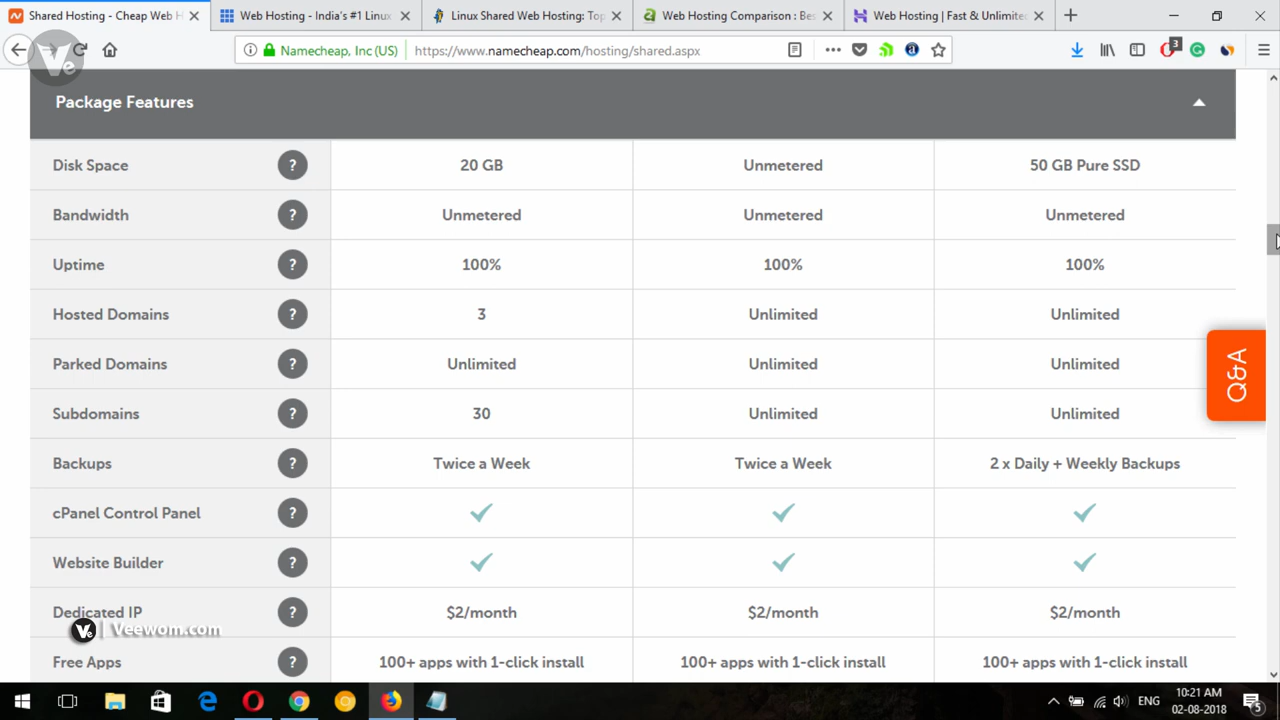 Shared Hosting - Cheap Web H
Web Hosting - India's #1 Linux
Linux Shared Web Hosting: Top
Web Hosting Comparison : Bes
Web Hosting | Fast & Unlimited
Ve
Namecheap, Inc (US)
https://www.namecheap.com/hosting/shared.aspx
3
Package Features
Disk Space ? 20 GB Unmetered 50 GB Pure SSD
Bandwidth ? Unmetered Unmetered Unmetered
Uptime ? 100% 100% 100%
Hosted Domains ? 3 Unlimited Unlimited
Parked Domains ? Unlimited Unlimited Unlimited
Q&A
Subdomains ? 30 Unlimited Unlimited
Backups ? Twice a Week Twice a Week 2 x Daily + Weekly Backups
cPanel Control Panel ?
Website Builder ?
Dedicated IP ? $2/month $2/month $2/month
Ve | Veewom.com
Free Apps ? 100+ apps with 1-click install 100+ apps with 1-click install 100+ apps with 1-click install
ENG
10:21 AM
02-08-2018
5